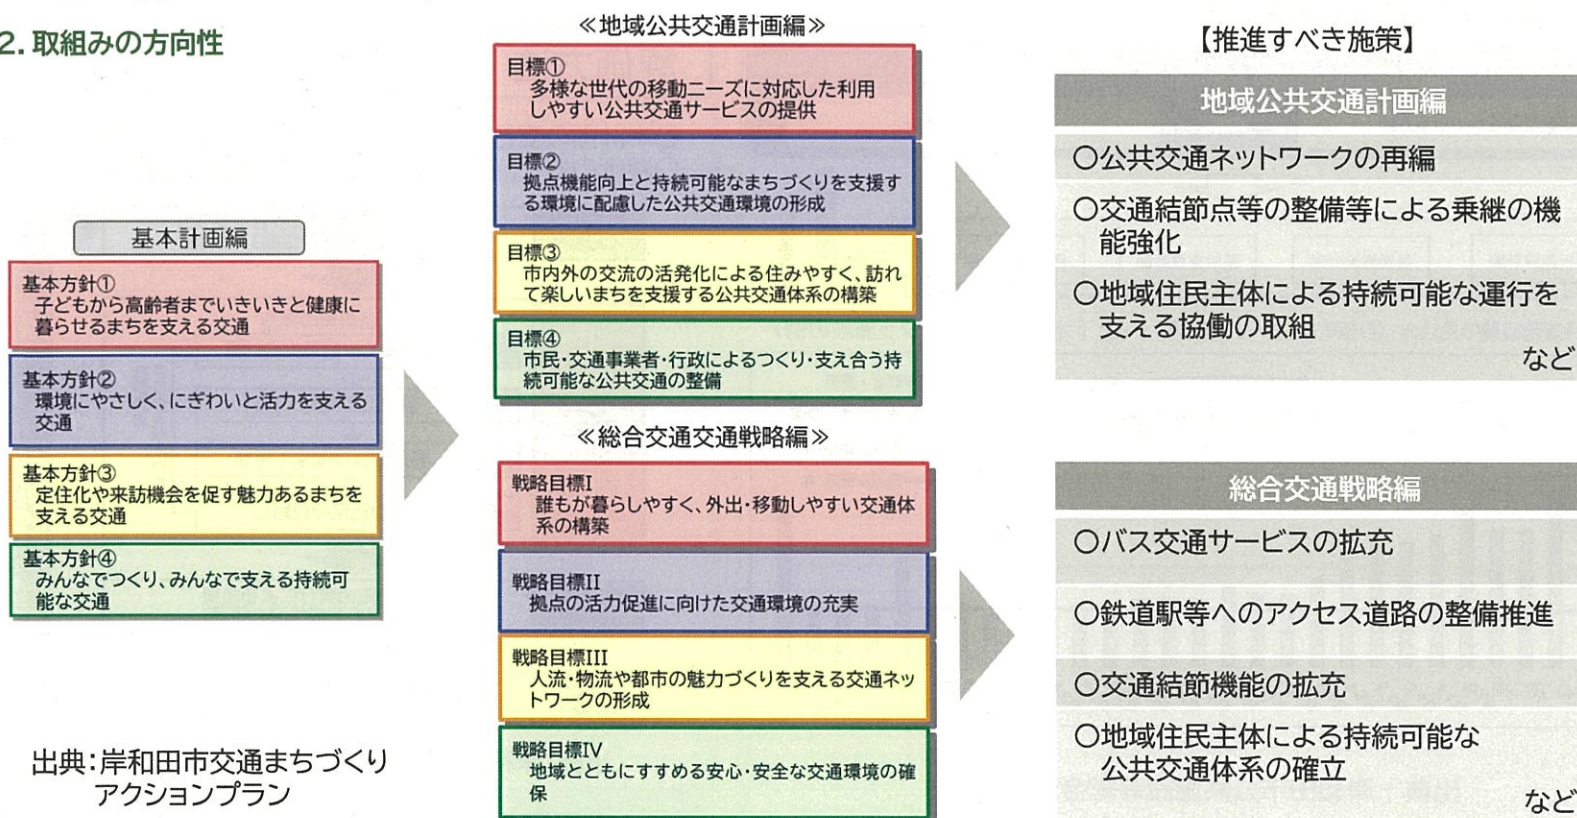 2. 取組みの方向性
基本計画編
基本方針①
子どもから高齢者までいきいきと健康に
暮らせるまちを支える交通
基本方針②
環境にやさしく、にぎわいと活力を支える
交通
基本方針③
定住化や来訪機会を促す魅力あるまちを
支える交通
基本方針④
みんなでつくり、みんなで支える持続可
能な交通
出典:岸和田市交通まちづくり
アクションプラン
≪地域公共交通計画編≫
目標①
多様な世代の移動ニーズに対応した利用
しやすい公共交通サービスの提供
目標②
拠点機能向上と持続可能なまちづくりを支援す
る環境に配慮した公共交通環境の形成
目標③
市内外の交流の活発化による住みやすく、訪れ
て楽しいまちを支援する公共交通体系の構築
目標④
市民・交通事業者・行政によるつくり・支え合う持
続可能な公共交通の整備
≪総合交通交通戦略編≫
戦略目標I
誰もが暮らしやすく、外出・移動しやすい交通体
系の構築
戦略目標II
拠点の活力促進に向けた交通環境の充実
戦略目標III
人流・物流や都市の魅力づくりを支える交通ネッ
トワークの形成
戦略目標IV
地域とともにすすめる安心・安全な交通環境の確
保
【推進すべき施策】
地域公共交通計画編
○公共交通ネットワークの再編
○交通結節点等の整備等による乗継の機
能強化
○地域住民主体による持続可能な運行を
支える協働の取組
など
総合交通戦略編
○バス交通サービスの拡充
○鉄道駅等へのアクセス道路の整備推進
○交通結節機能の拡充
○地域住民主体による持続可能な
公共交通体系の確立
など